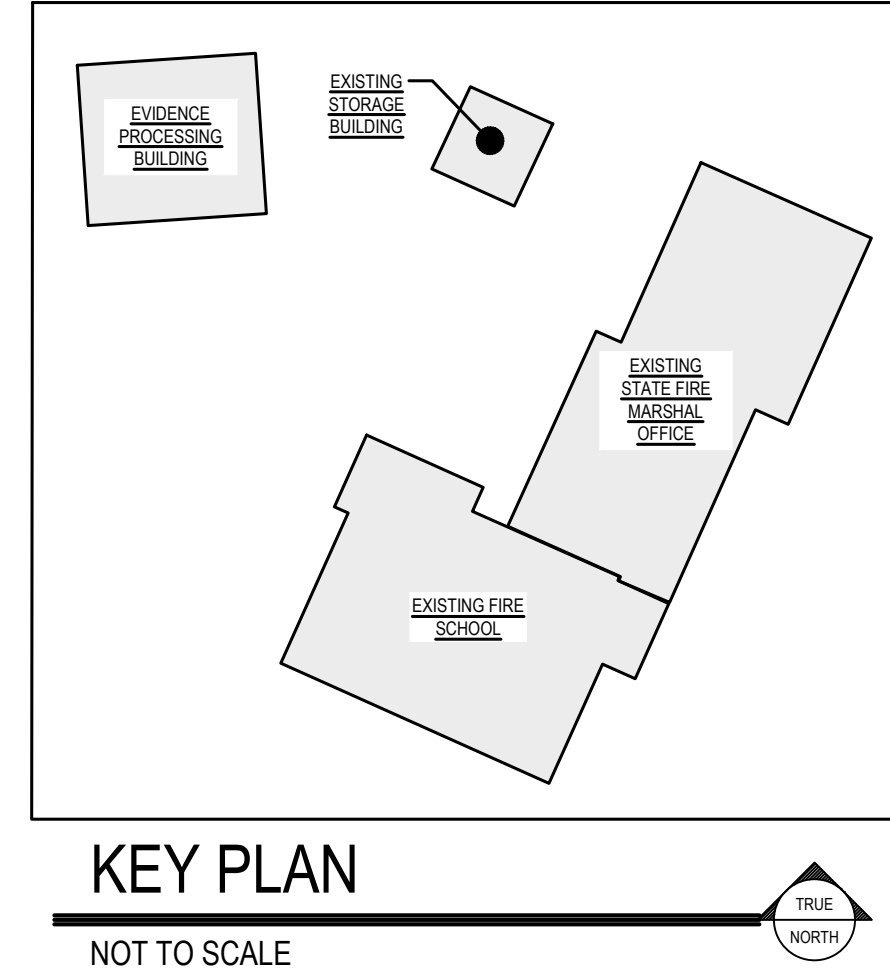 EVIDENCE
PROCESSING
BUILDING
EXISTING
STORAGE
BUILDING
EXISTING
STATE FIRE
MARSHAL
OFFICE
EXISTING FIRE
SCHOOL
KEY PLAN
NOT TO SCALE
TRUE
NORTH